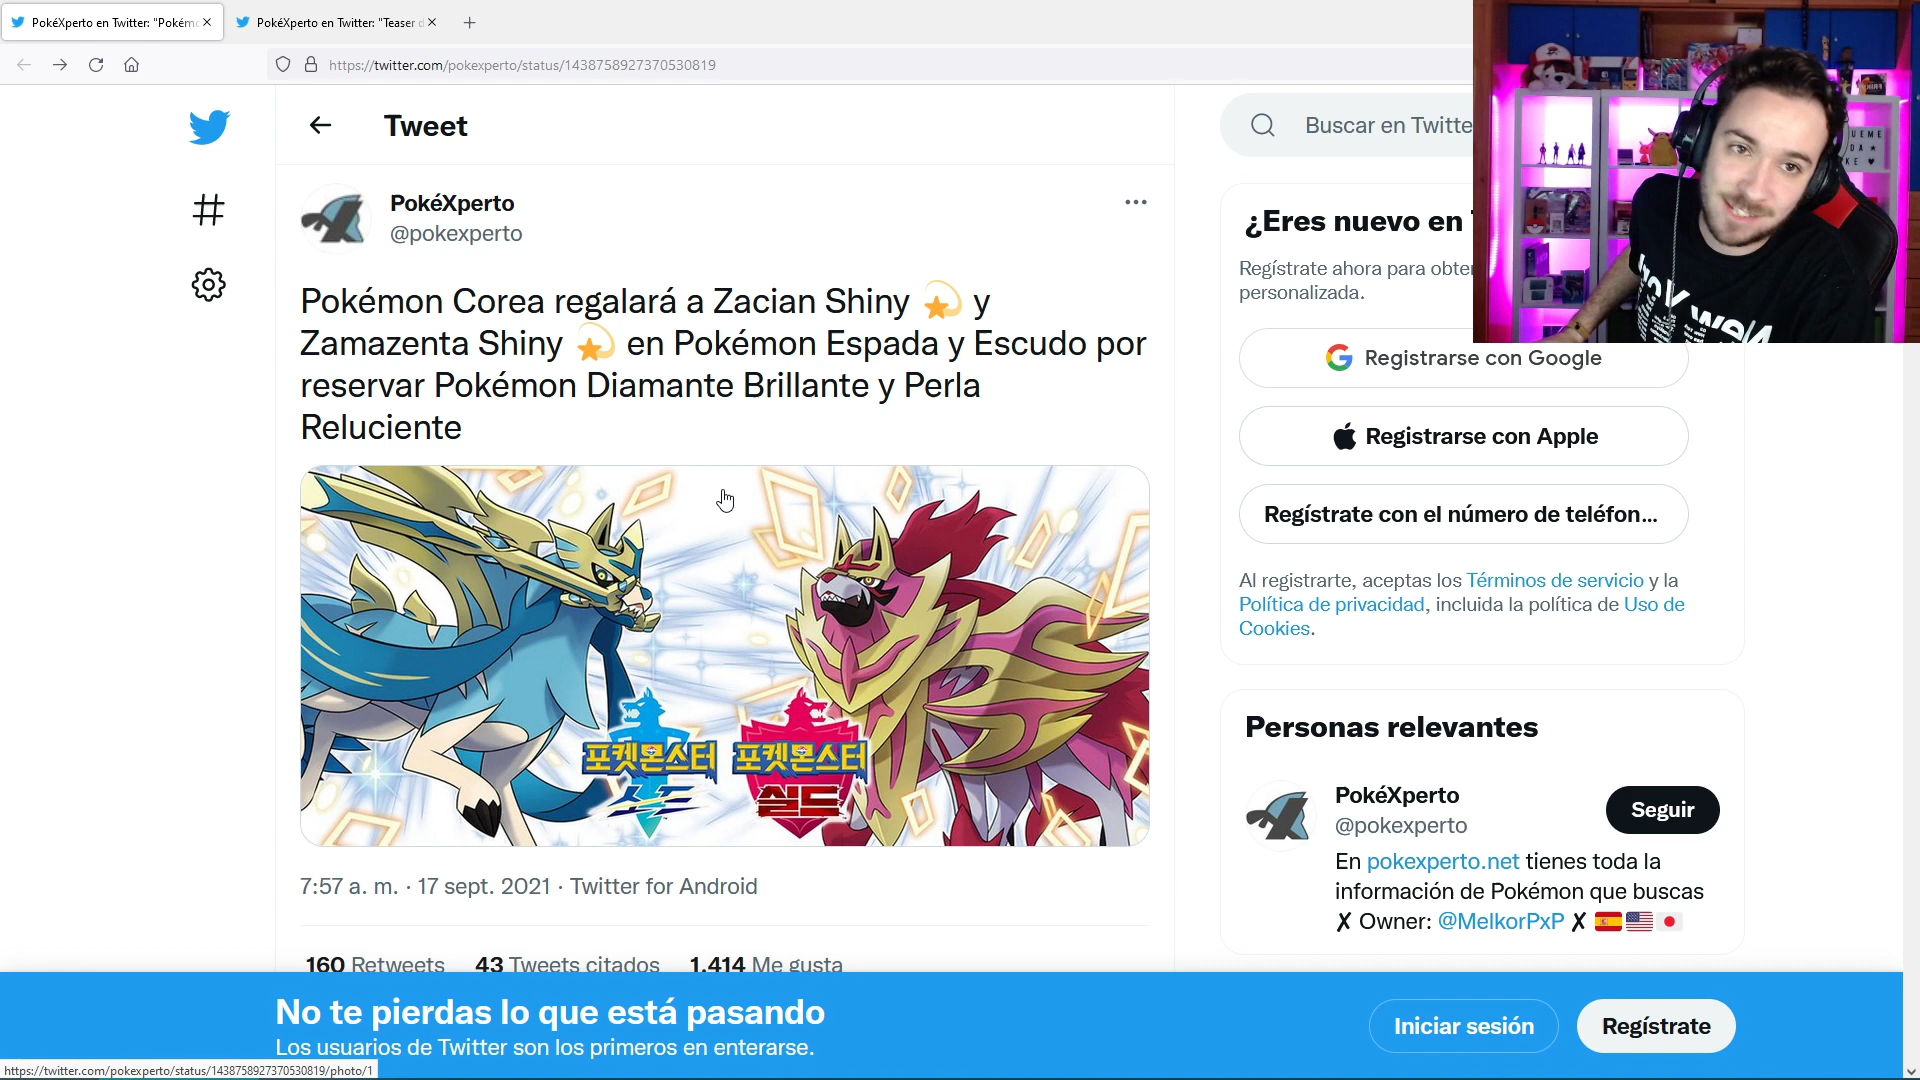 PokéXperto en Twitter: "Pokémo
PokéXperto en Twitter: "Teaser d
https://twitter.com/pokexperto/status/1438758927370530819
Tweet
Buscar en Twitte
PokéXperto
@pokexperto
Pokémon Corea regalará a Zacian Shiny 💫 y
Zamazenta Shiny 💫 en Pokémon Espada y Escudo por
reservar Pokémon Diamante Brillante y Perla
Reluciente
포켓몬스터
소드
포켓몬스터
실드
7:57 a. m. · 17 sept. 2021 · Twitter for Android
160 Retweets 43 Tweets citados 1.414 Me gusta
¿Eres nuevo en
Regístrate ahora para obte
personalizada.
Registrarse con Google
Registrarse con Apple
Regístrate con el número de teléfon...
Al registrarte, aceptas los Términos de servicio y la
Política de privacidad, incluida la política de Uso de
Cookies.
Personas relevantes
PokéXperto
@pokexperto
Seguir
En pokexperto.net tienes toda la
información de Pokémon que buscas
✗ Owner: @MelkorPxP ✗ 🇪🇸 🇺🇸 🇯🇵
No te pierdas lo que está pasando
Los usuarios de Twitter son los primeros en enterarse.
Iniciar sesión
Regístrate
https://twitter.com/pokexperto/status/1438758927370530819/photo/1